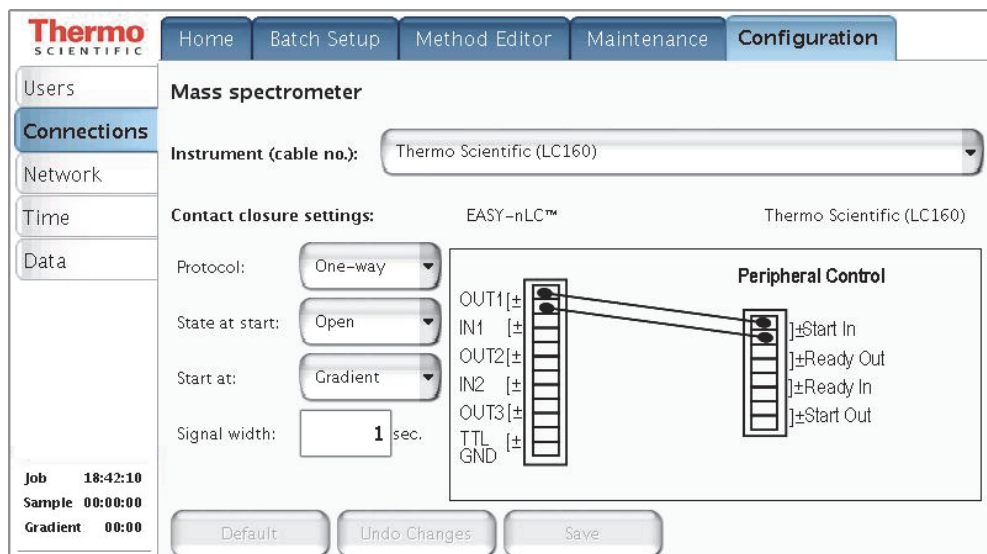 Thermo
SCIENTIFIC
Home
Batch Setup
Method Editor
Maintenance
Configuration
Users
Connections
Network
Time
Data
Mass spectrometer
Instrument (cable no.): Thermo Scientific (LC160)
Contact closure settings: EASY-nLC™ Thermo Scientific (LC160)
Protocol: One-way
State at start: Open
Start at: Gradient
Signal width: 1 sec.
OUT1[±
IN1 [±
OUT2[±
IN2 [±
OUT3[±
TTL [±
GND
Peripheral Control
]±Start In
]±Ready Out
]±Ready In
]±Start Out
Job 18:42:10
Sample 00:00:00
Gradient 00:00
Default
Undo Changes
Save